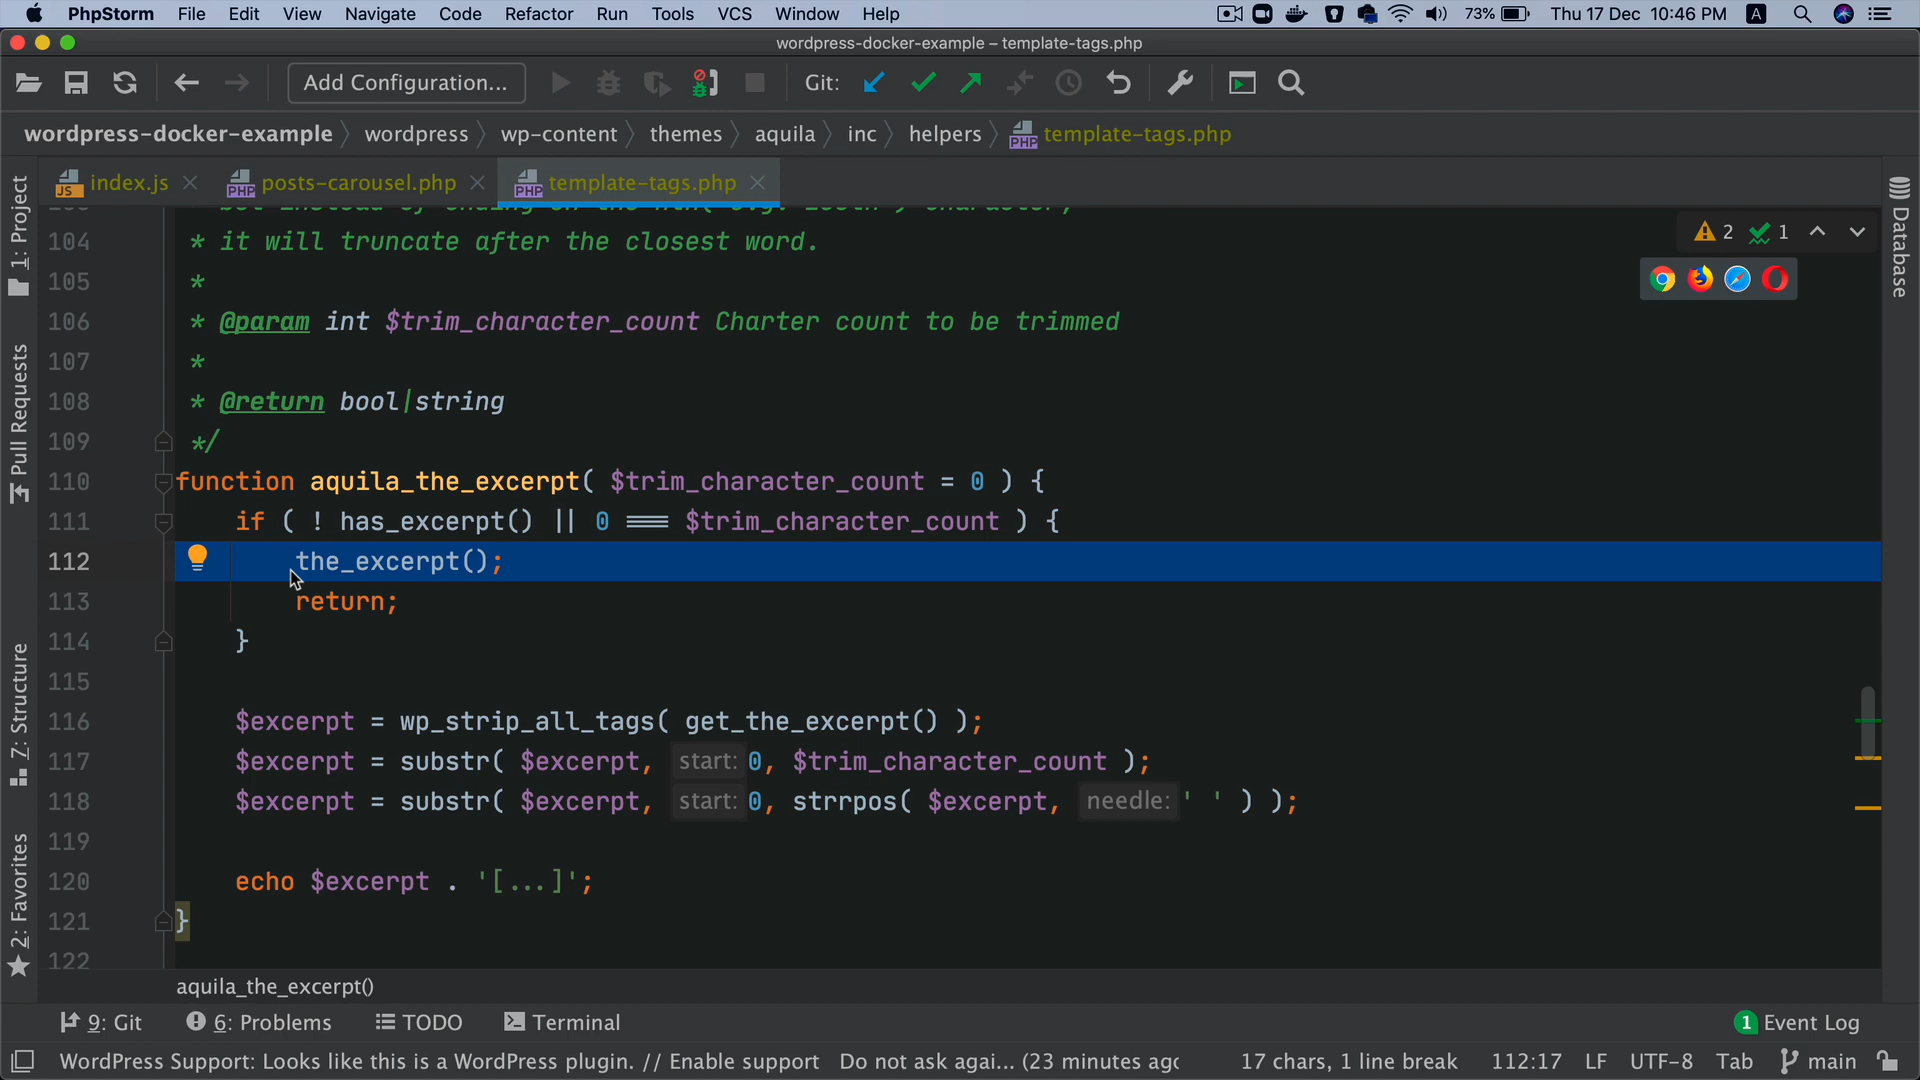 PhpStorm File Edit View Navigate Code Refactor Run Tools VCS Window Help 73% Thu 17 Dec 10:46 PM A
wordpress-docker-example – template-tags.php
Add Configuration... Git:
wordpress-docker-example wordpress wp-content themes aquila inc helpers PHP template-tags.php
JS index.js PHP posts-carousel.php PHP template-tags.php
104 * it will truncate after the closest word.
2 1
105 *
106 * @param int $trim_character_count Charter count to be trimmed
107 *
108 * @return bool|string
109 */
110 function aquila_the_excerpt( $trim_character_count = 0 ) {
111 if ( ! has_excerpt() || 0 === $trim_character_count ) {
112 the_excerpt();
113 return;
114 }
115
116 $excerpt = wp_strip_all_tags( get_the_excerpt() );
117 $excerpt = substr( $excerpt, start: 0, $trim_character_count );
118 $excerpt = substr( $excerpt, start: 0, strrpos( $excerpt, needle: ' ' ) );
119
120 echo $excerpt . '[...]';
121 }
122
1: Project
Pull Requests
Z: Structure
2: Favorites
Database
aquila_the_excerpt()
9: Git 6: Problems TODO Terminal 1 Event Log
WordPress Support: Looks like this is a WordPress plugin. // Enable support Do not ask agai... (23 minutes ago 17 chars, 1 line break 112:17 LF UTF-8 Tab main